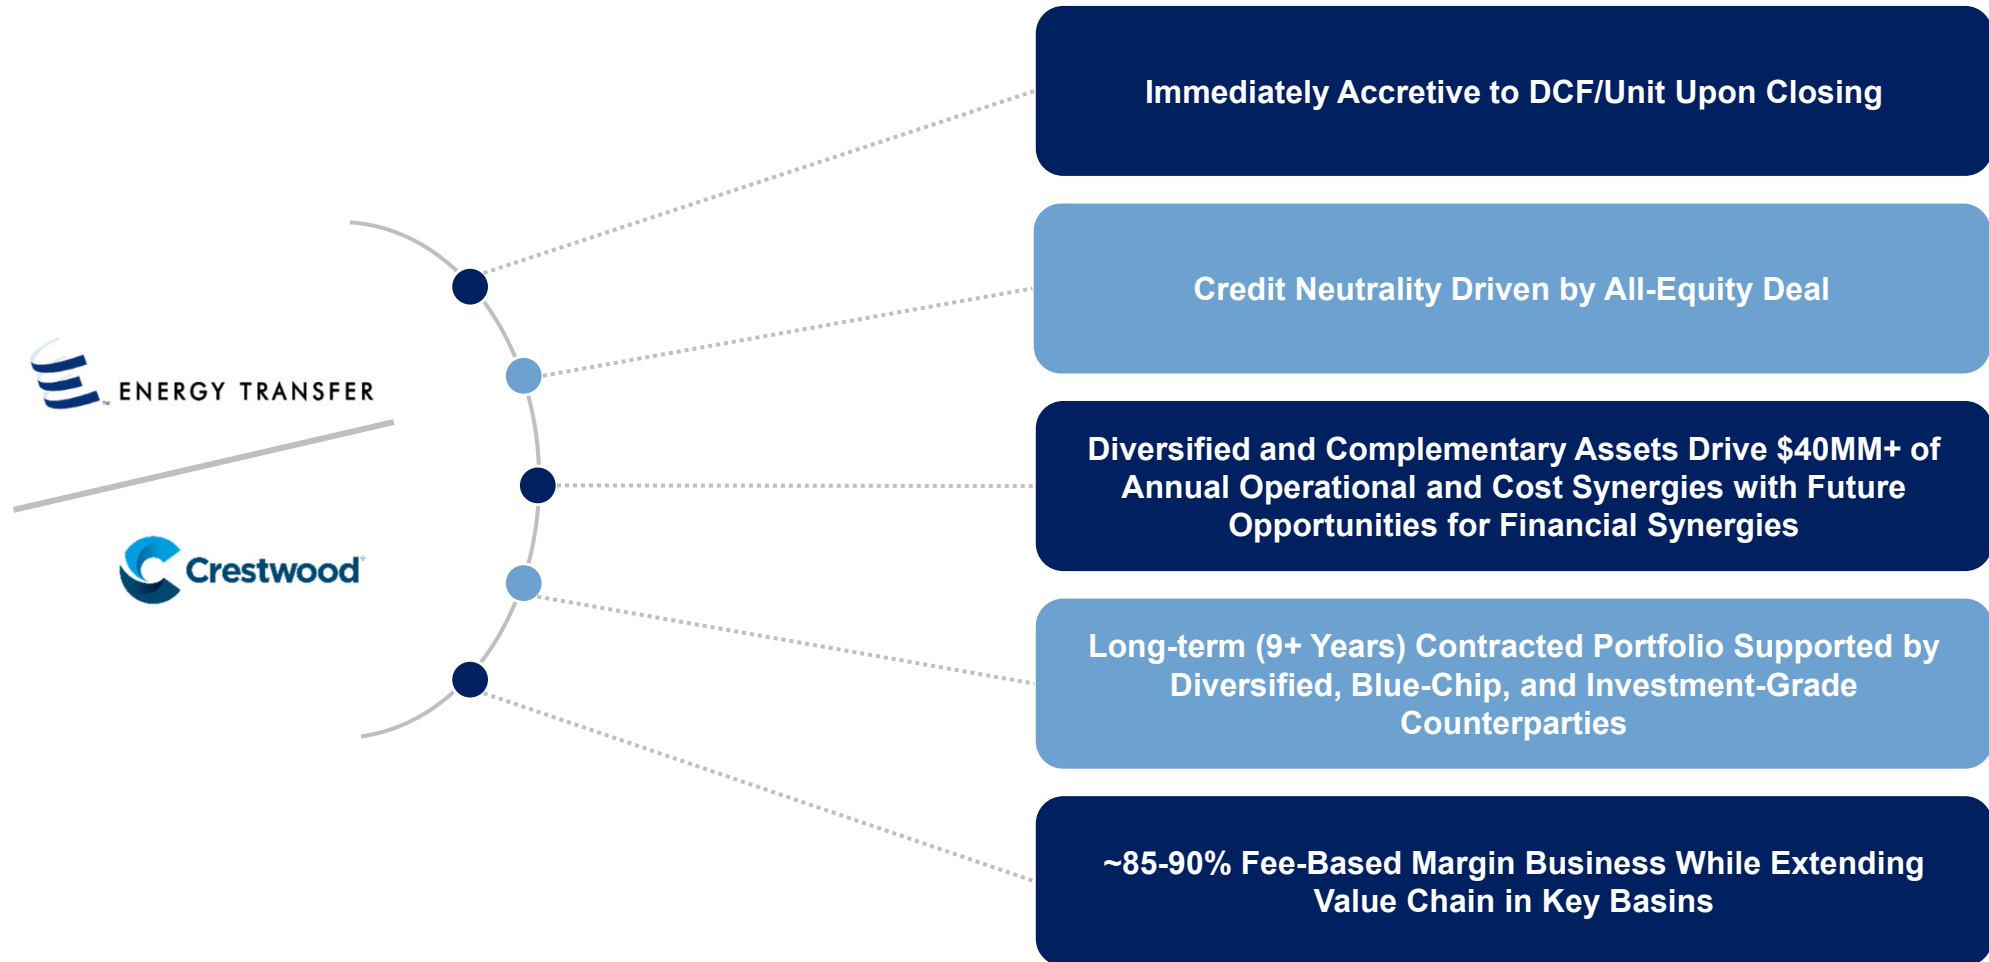 Immediately Accretive to DCF/Unit Upon Closing
Credit Neutrality Driven by All-Equity Deal
ENERGY TRANSFER
™
Diversified and Complementary Assets Drive $40MM+ of
Annual Operational and Cost Synergies with Future
Opportunities for Financial Synergies
Crestwood
Long-term (9+ Years) Contracted Portfolio Supported by
Diversified, Blue-Chip, and Investment-Grade
Counterparties
~85-90% Fee-Based Margin Business While Extending
Value Chain in Key Basins